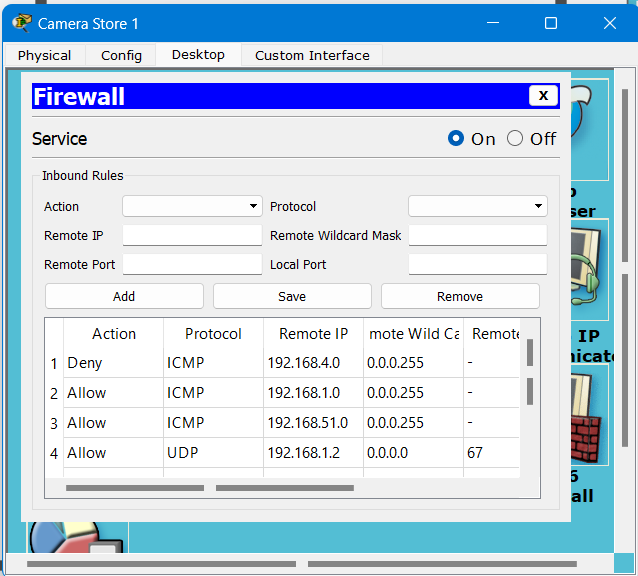 Camera Store 1
Physical Config Desktop Custom Interface
Firewall X
Service On Off
Inbound Rules
Action Protocol
Remote IP Remote Wildcard Mask
Remote Port Local Port
Add Save Remove
Action Protocol Remote IP mote Wild Ca Remote
1 Deny ICMP 192.168.4.0 0.0.0.255 -
2 Allow ICMP 192.168.1.0 0.0.0.255 -
3 Allow ICMP 192.168.51.0 0.0.0.255 -
4 Allow UDP 192.168.1.2 0.0.0.0 67
ser
IP
nicato
6
all